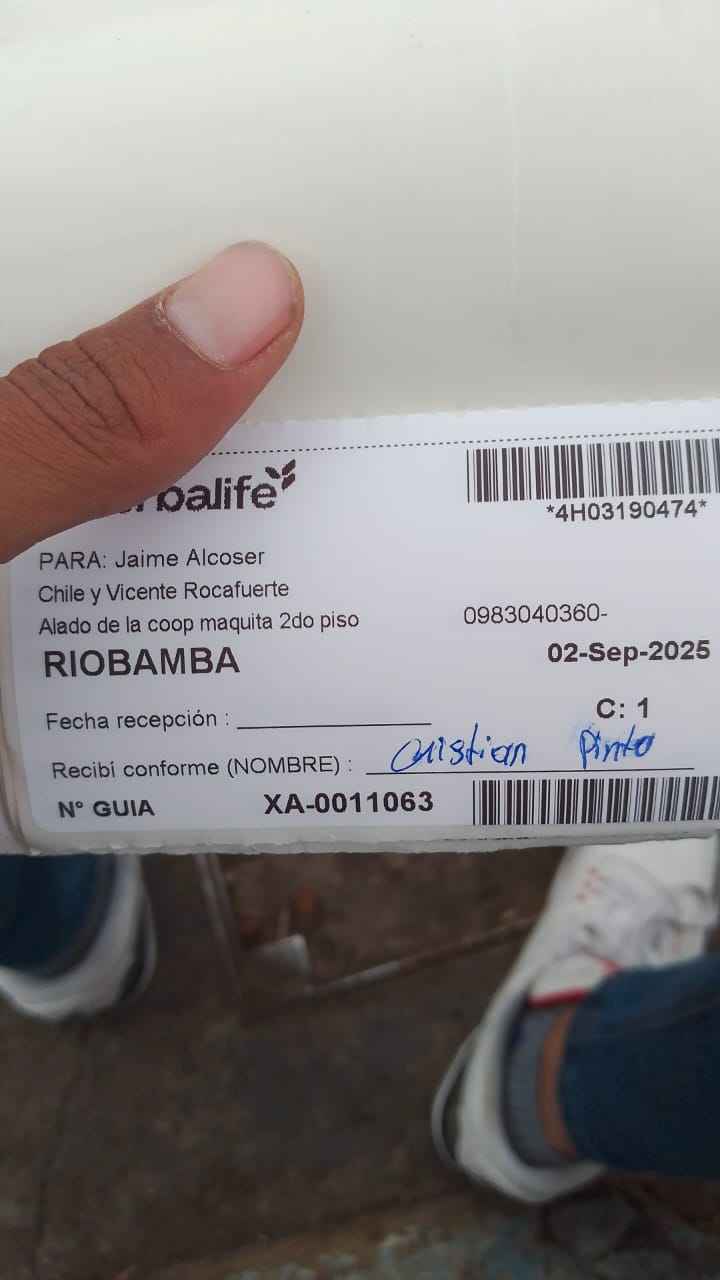 rbalife
*4H03190474*
PARA: Jaime Alcoser
Chile y Vicente Rocafuerte
Alado de la coop maquita 2do piso 0983040360-
RIOBAMBA 02-Sep-2025
C: 1
Fecha recepción :
Recibí conforme (NOMBRE) : Cristian Pinto
N° GUIA XA-0011063